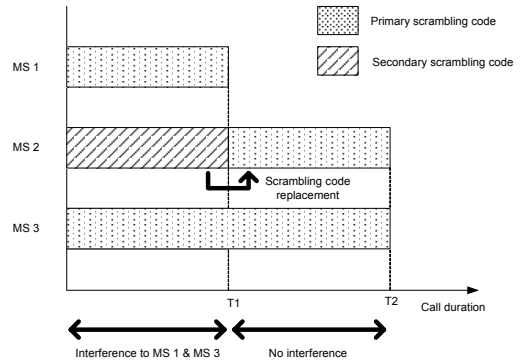 Primary scrambling code
Secondary scrambling code
MS 1
MS 2
Scrambling code
replacement
MS 3
T1
T2
Call duration
Interference to MS 1 & MS 3
No interference